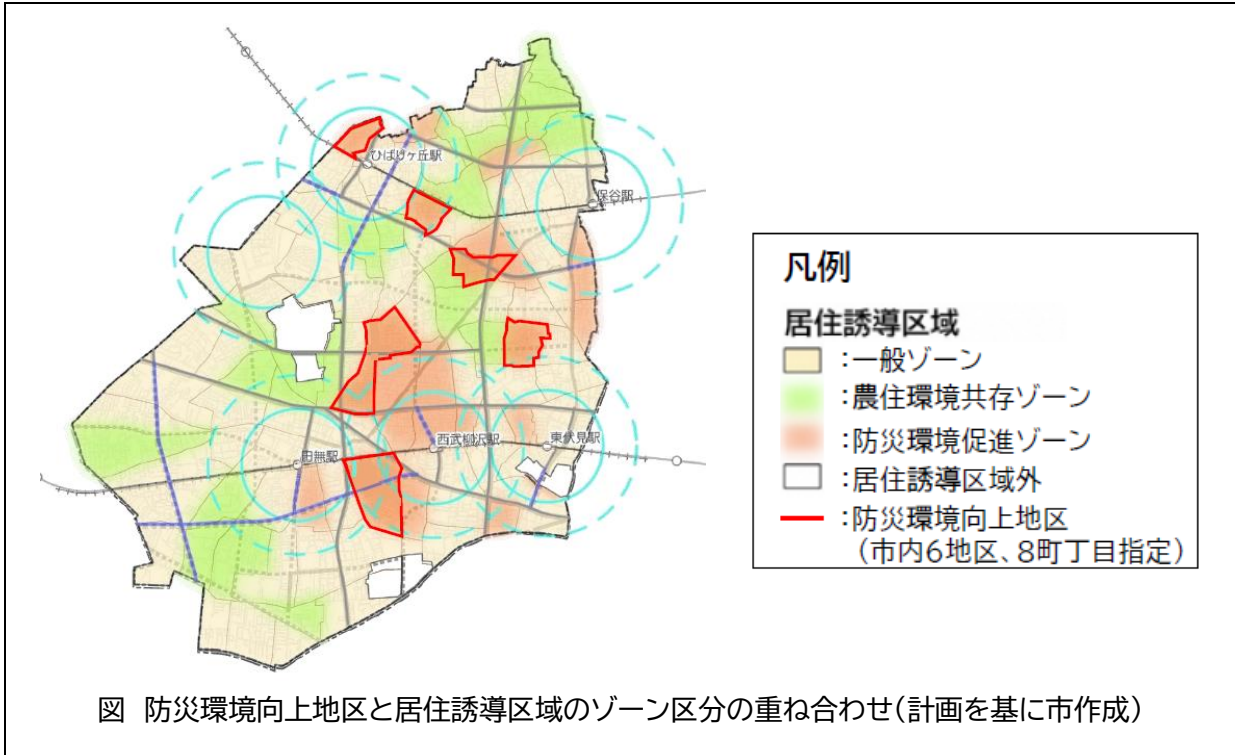 ひばりヶ丘駅
保谷駅
西武柳沢駅
東伏見駅
田無駅
凡例
居住誘導区域
:一般ゾーン
:農住環境共存ゾーン
:防災環境促進ゾーン
:居住誘導区域外
:防災環境向上地区
(市内6地区、8町丁目指定)
図 防災環境向上地区と居住誘導区域のゾーン区分の重ね合わせ(計画を基に市作成)